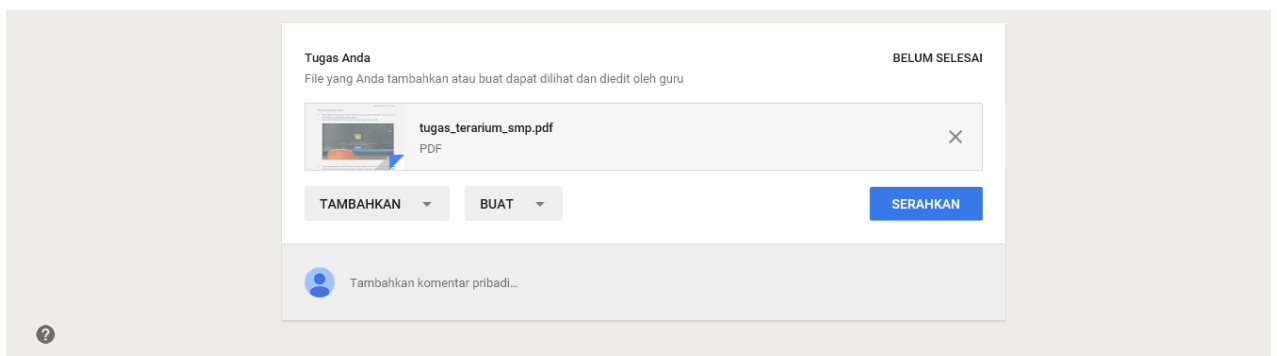 Tugas Anda
BELUM SELESAI
File yang Anda tambahkan atau buat dapat dilihat dan diedit oleh guru
tugas_terarium_smp.pdf
PDF
TAMBAHKAN
BUAT
SERAHKAN
Tambahkan komentar pribadi...
?